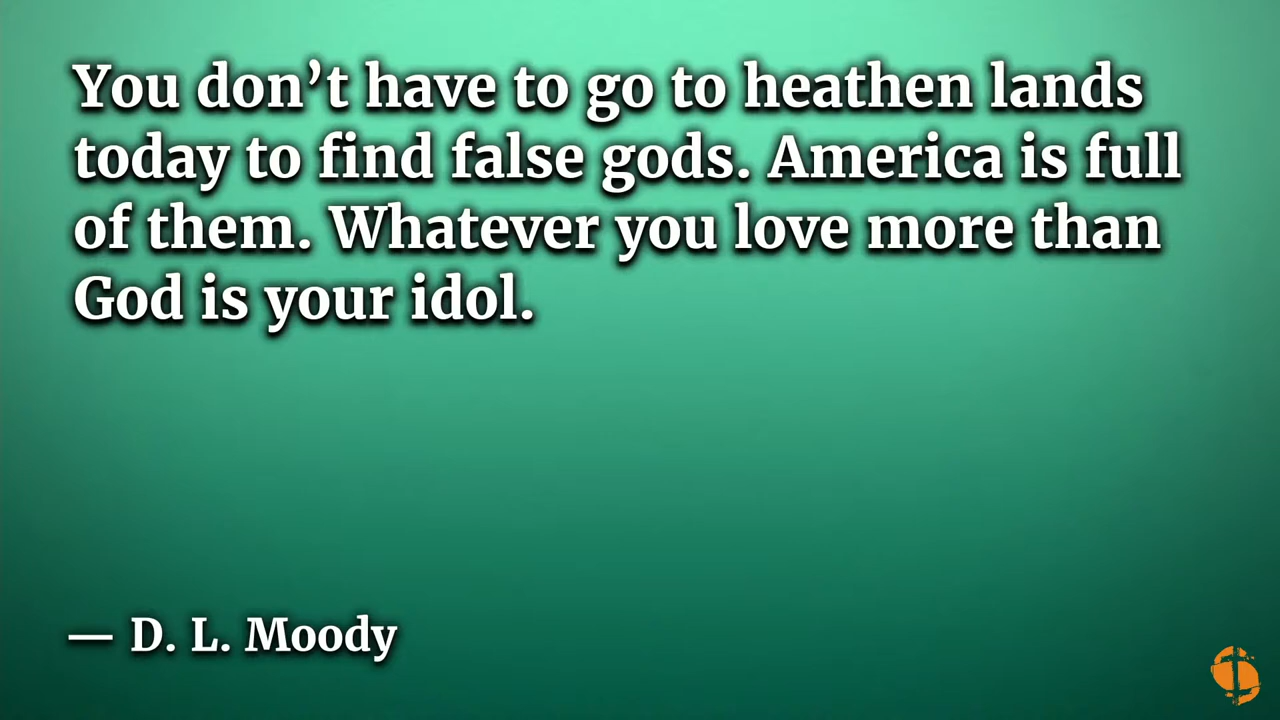 You don’t have to go to heathen lands
today to find false gods. America is full
of them. Whatever you love more than
God is your idol.
— D. L. Moody